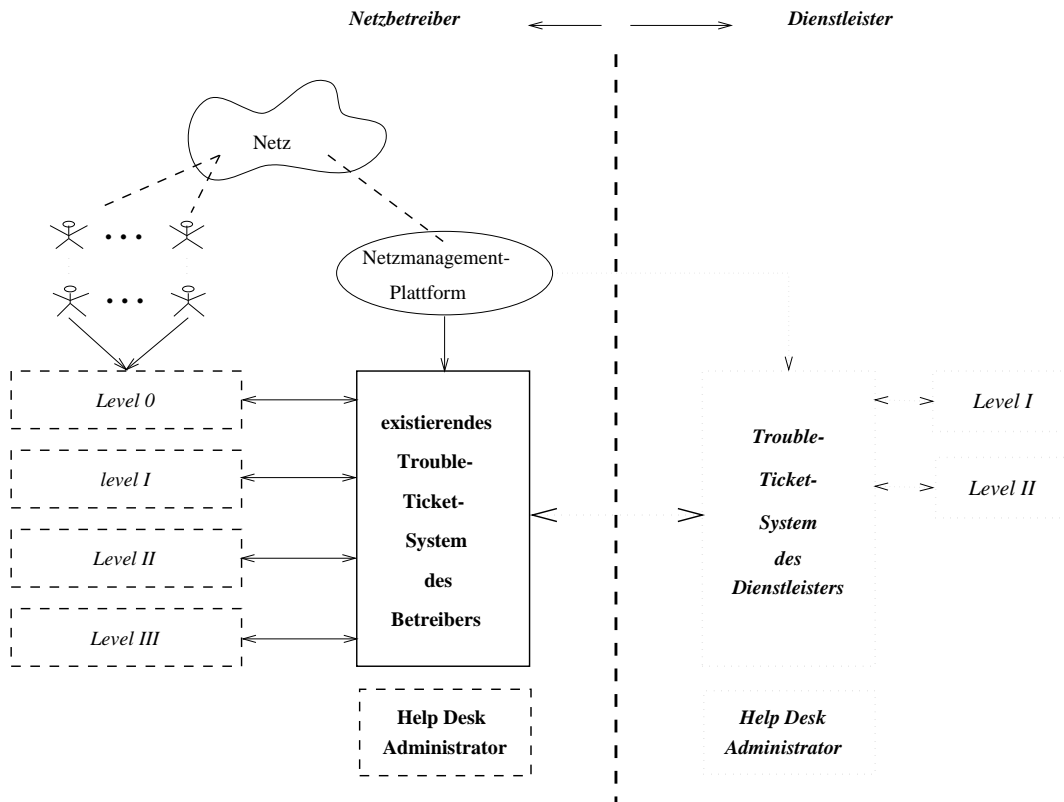 Netzbetreiber
Dienstleister
Netz
Netzmanagement-
Plattform
Level 0
level I
Level II
Level III
existierendes
Trouble-
Ticket-
System
des
Betreibers
Help Desk
Administrator
Trouble-
Ticket-
System
des
Dienstleisters
Level I
Level II
Help Desk
Administrator